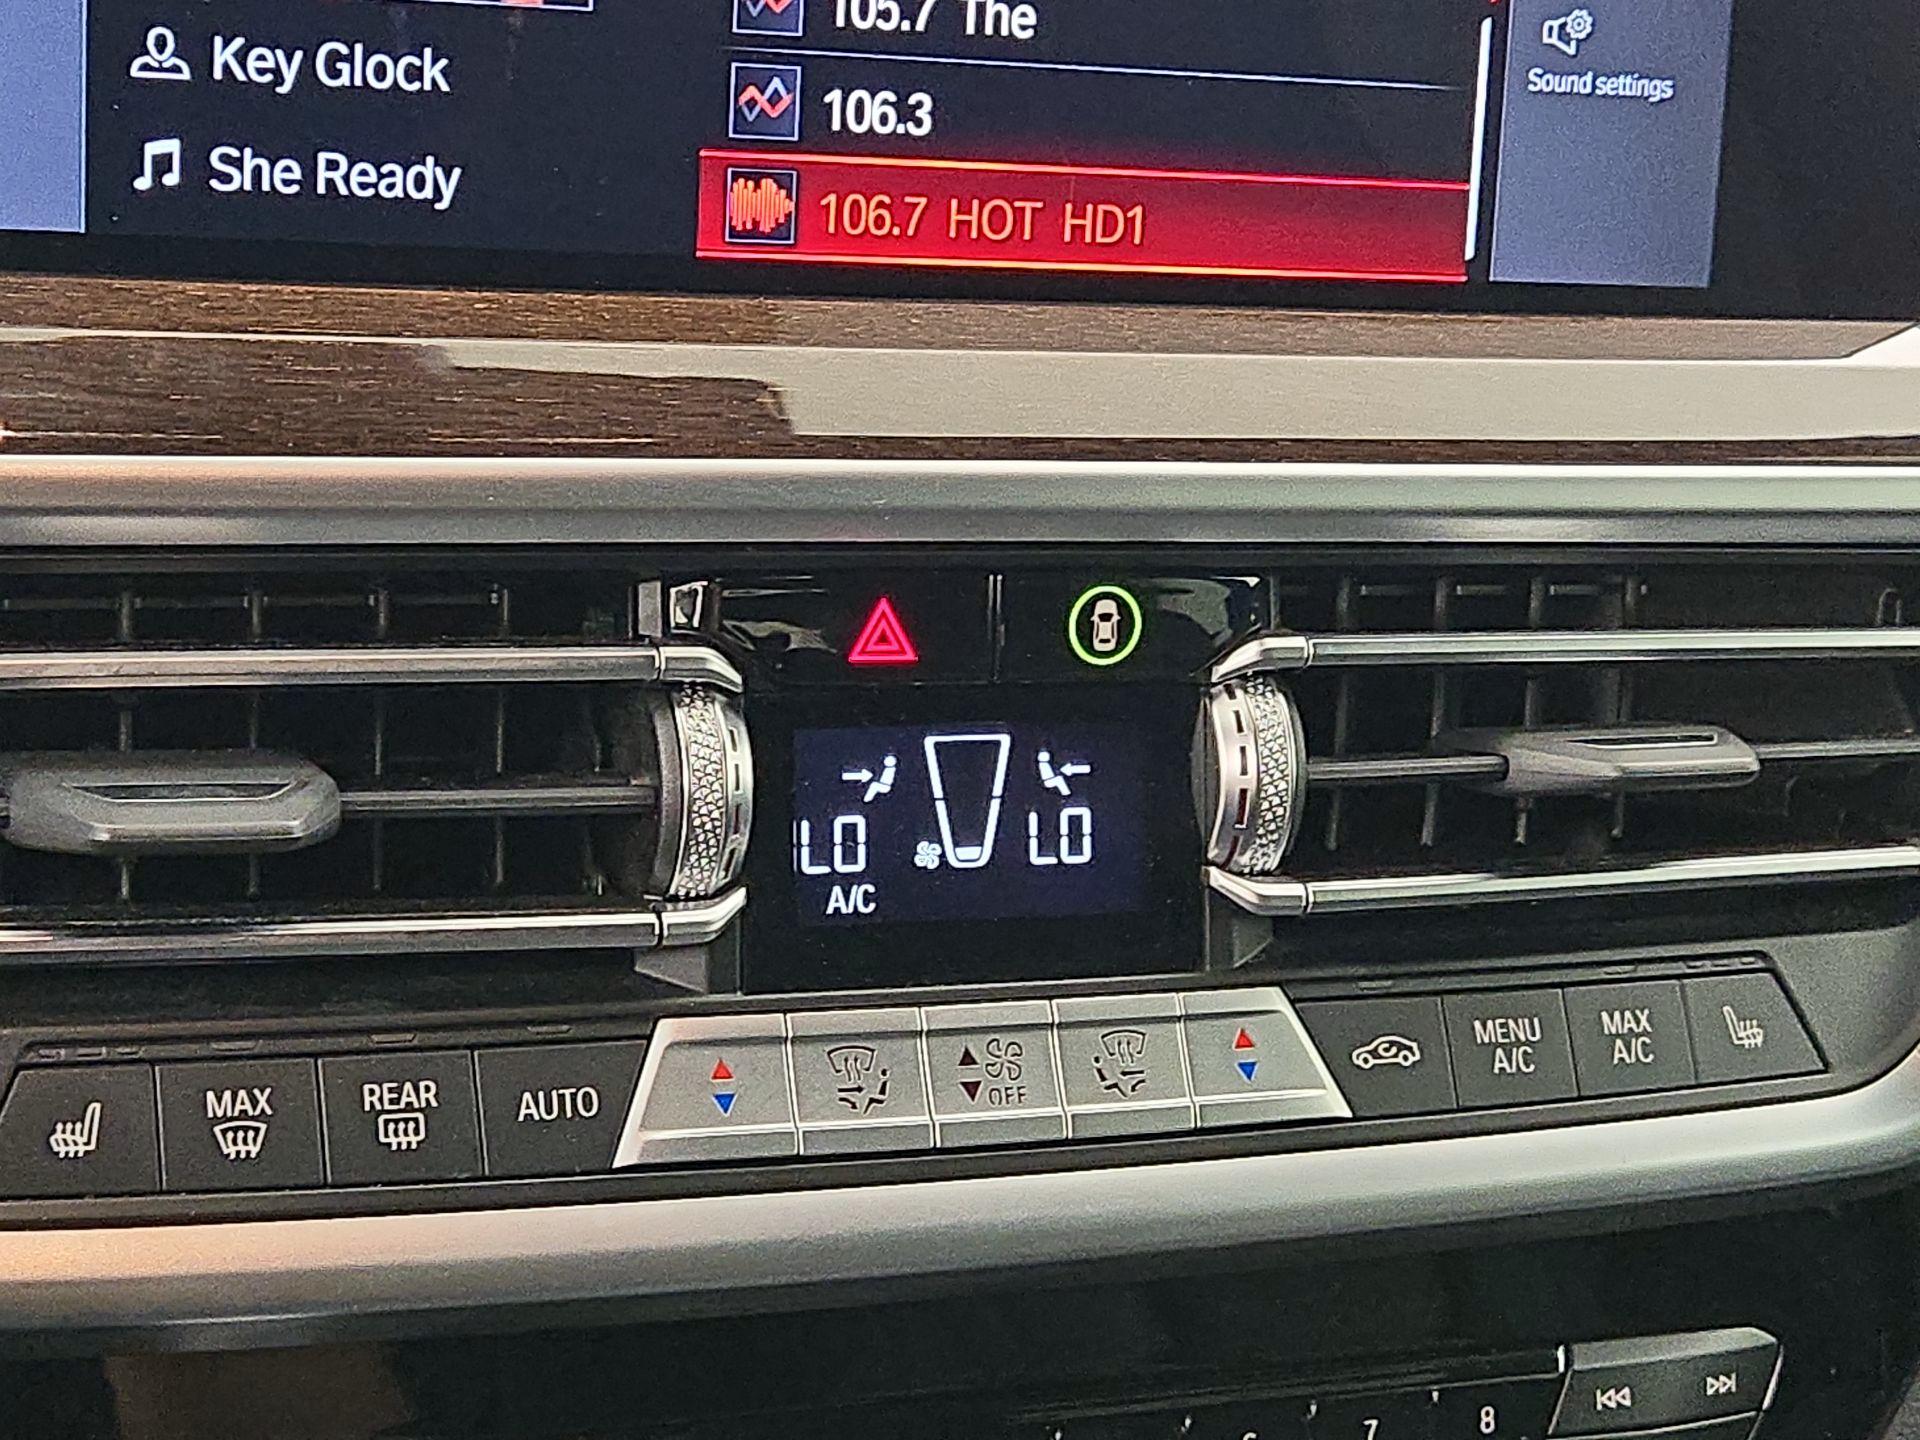 Key Glock
She Ready
105.7 The
106.3
106.7 HOT HD1
Sound settings
LO
LO
A/C
MAX
REAR
AUTO
OFF
MENU
A/C
MAX
A/C
7
8